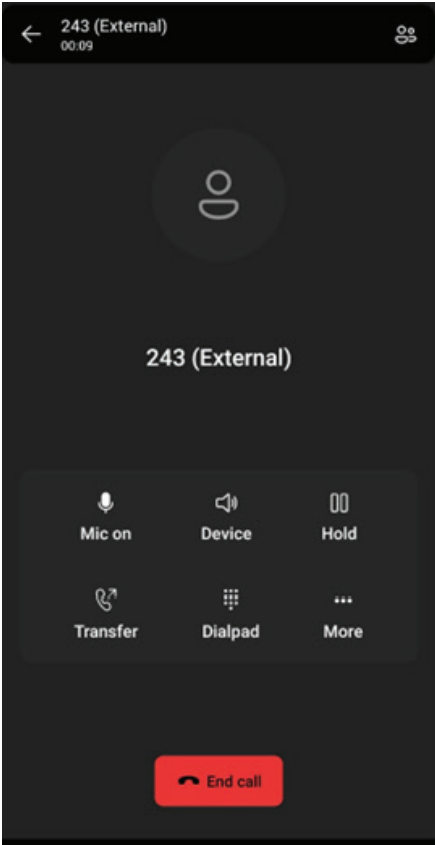 243 (External)
00:09
243 (External)
Mic on Device Hold
Transfer Dialpad More
End call